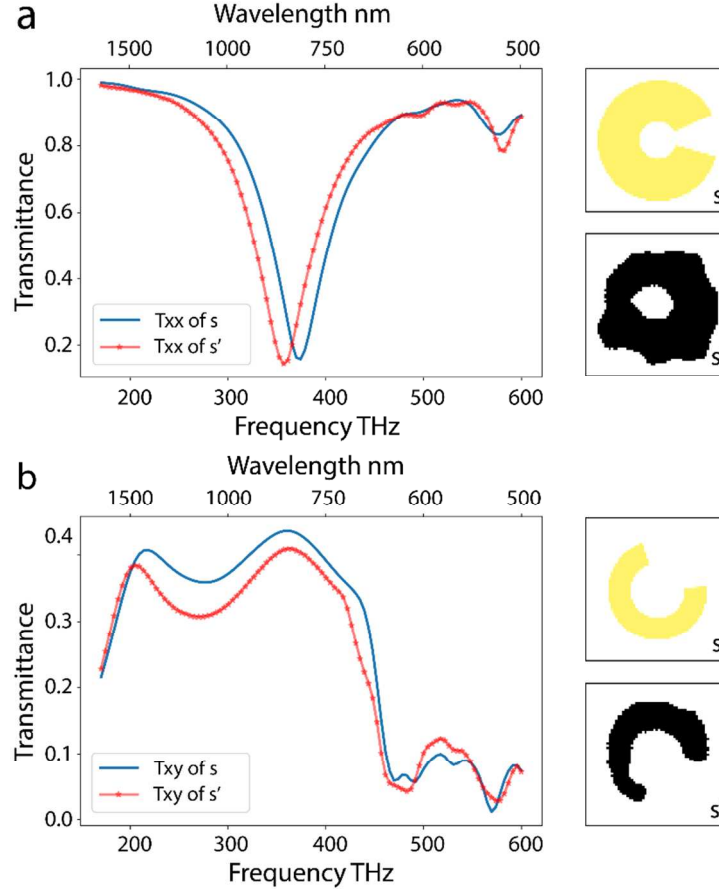 a
Wavelength nm
1500 1000 750 600 500
1.0
0.8
0.6
0.4
0.2
Transmittance
Txx of s
Txx of s'
200 300 400 500 600
Frequency THz
s
b
Wavelength nm
1500 1000 750 600 500
0.4
0.3
0.2
0.1
0.0
Transmittance
Txy of s
Txy of s'
200 300 400 500 600
Frequency THz
s